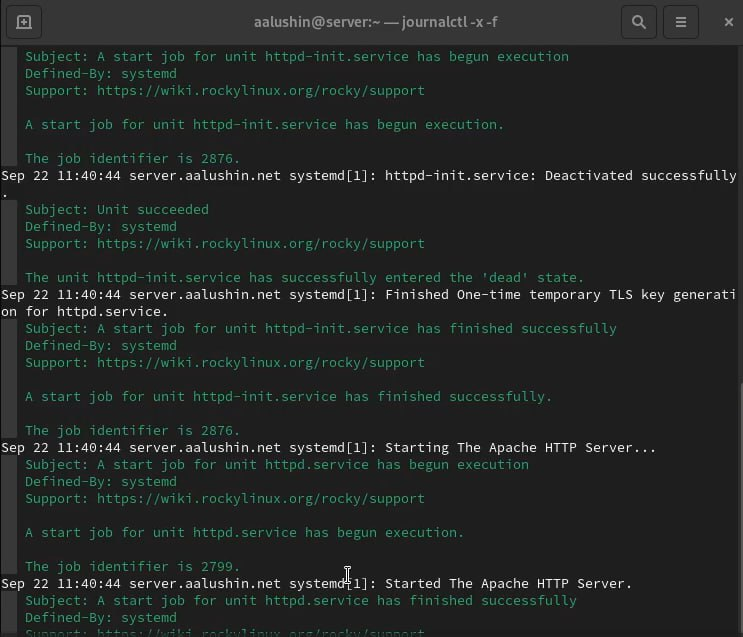 aalushin@server:~ — journalctl -x -f
Subject: A start job for unit httpd-init.service has begun execution
Defined-By: systemd
Support: https://wiki.rockylinux.org/rocky/support
A start job for unit httpd-init.service has begun execution.
The job identifier is 2876.
Sep 22 11:40:44 server.aalushin.net systemd[1]: httpd-init.service: Deactivated successfully
.
Subject: Unit succeeded
Defined-By: systemd
Support: https://wiki.rockylinux.org/rocky/support
The unit httpd-init.service has successfully entered the 'dead' state.
Sep 22 11:40:44 server.aalushin.net systemd[1]: Finished One-time temporary TLS key generati
on for httpd.service.
Subject: A start job for unit httpd-init.service has finished successfully
Defined-By: systemd
Support: https://wiki.rockylinux.org/rocky/support
A start job for unit httpd-init.service has finished successfully.
The job identifier is 2876.
Sep 22 11:40:44 server.aalushin.net systemd[1]: Starting The Apache HTTP Server...
Subject: A start job for unit httpd.service has begun execution
Defined-By: systemd
Support: https://wiki.rockylinux.org/rocky/support
A start job for unit httpd.service has begun execution.
The job identifier is 2799.
Sep 22 11:40:44 server.aalushin.net systemd[1]: Started The Apache HTTP Server.
Subject: A start job for unit httpd.service has finished successfully
Defined-By: systemd
Support: https://wiki.rockylinux.org/rocky/support